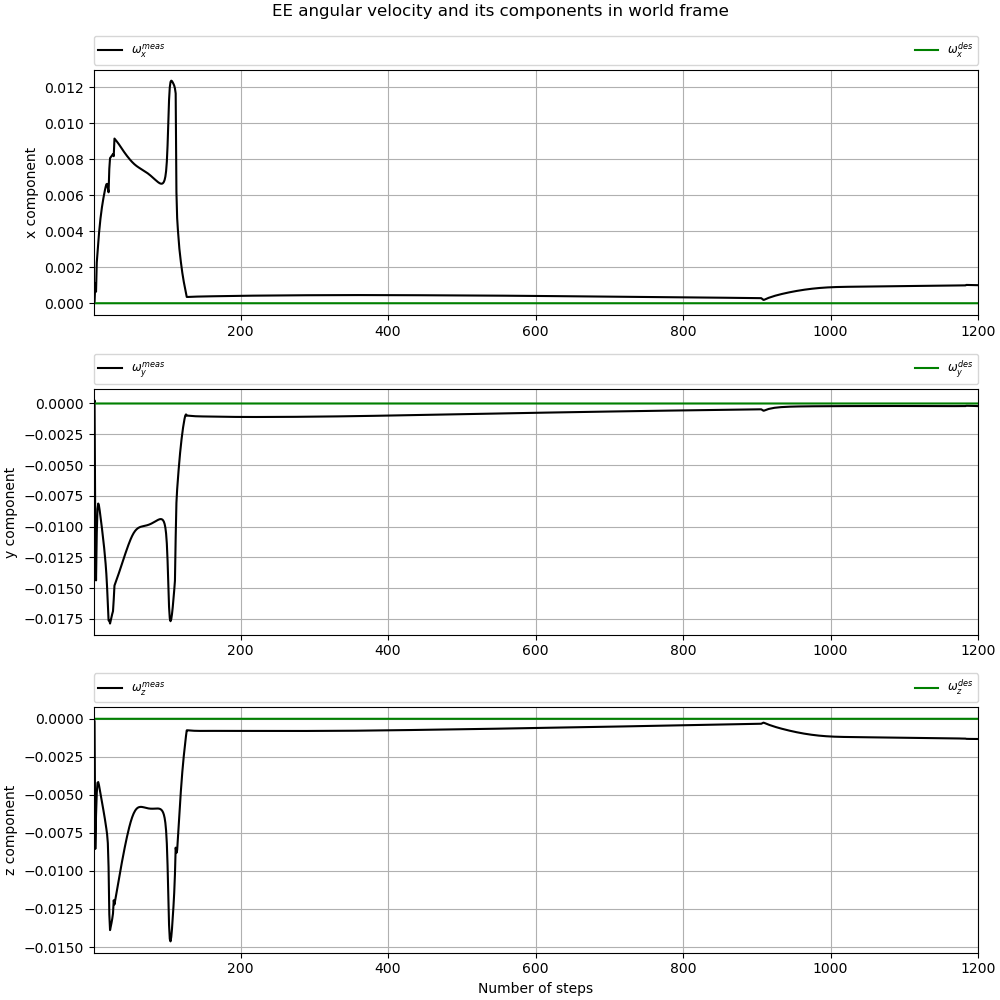 EE angular velocity and its components in world frame
ω_x^meas ω_x^des
0.012
0.010
0.008
0.006
0.004
0.002
0.000
x component
200 400 600 800 1000 1200
ω_y^meas ω_y^des
0.0000
−0.0025
−0.0050
−0.0075
−0.0100
−0.0125
−0.0150
−0.0175
y component
200 400 600 800 1000 1200
ω_z^meas ω_z^des
0.0000
−0.0025
−0.0050
−0.0075
−0.0100
−0.0125
−0.0150
z component
200 400 600 800 1000 1200
Number of steps